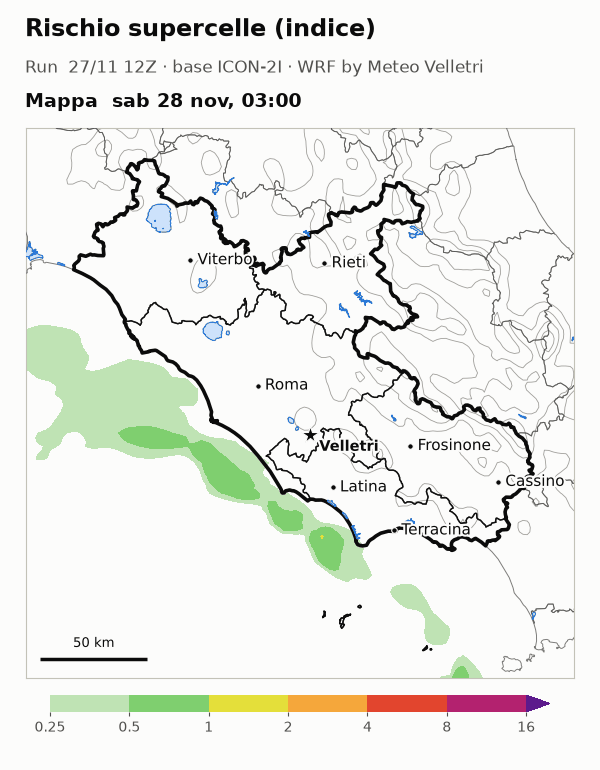 Rischio supercelle (indice)
Run  27/11 12Z · base ICON-2I · WRF by Meteo Velletri
Mappa  sab 28 nov, 03:00
Viterbo
Rieti
Roma
Velletri
Frosinone
Cassino
Latina
Terracina
50 km
0.25 0.5 1 2 4 8 16